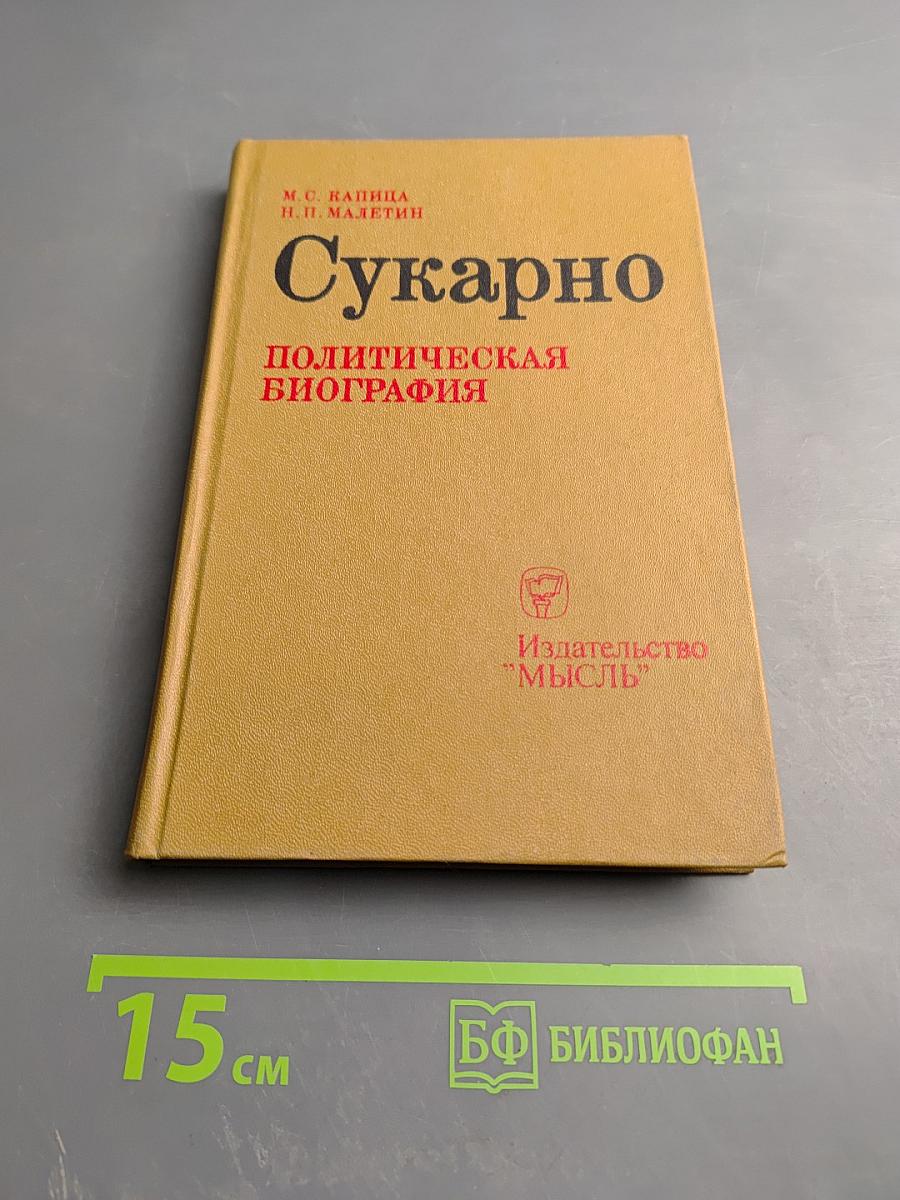 М. С. КАПИЦА
Н. П. МАЛЕТИН
Сукарно
ПОЛИТИЧЕСКАЯ
БИОГРАФИЯ
Издательство
"МЫСЛЬ"
15 см
БФ БИБЛИОФАН